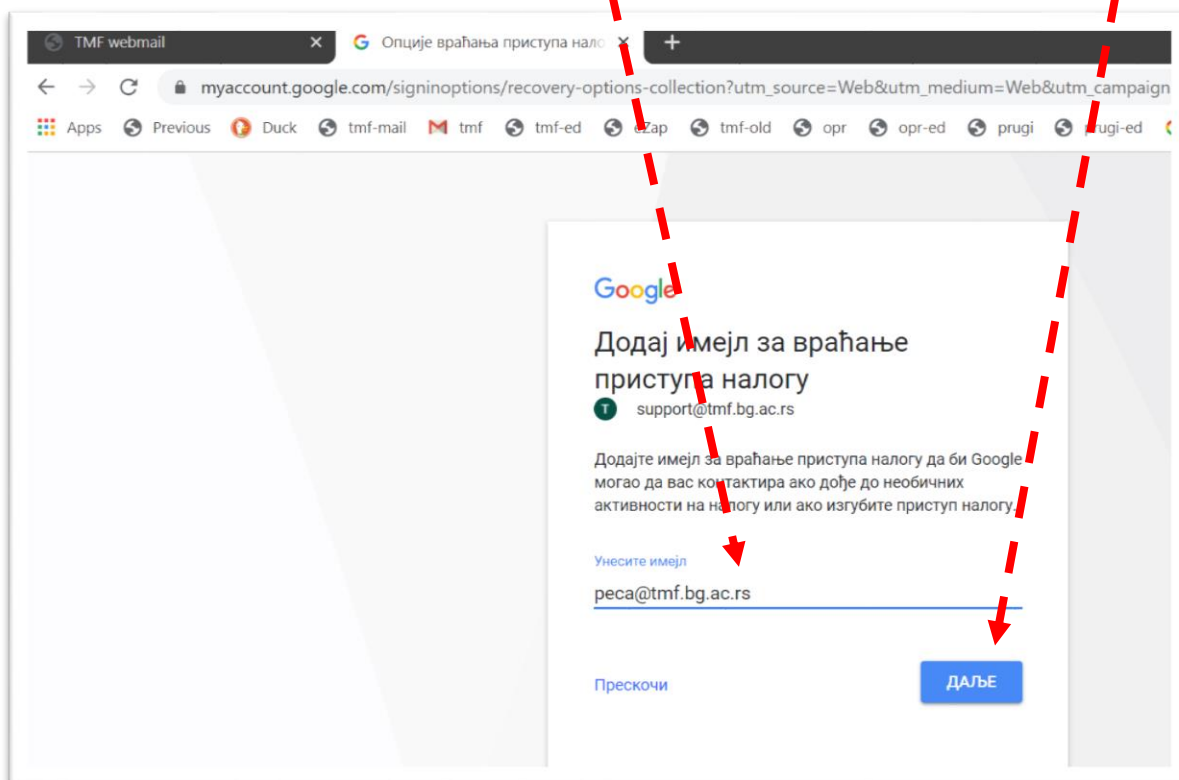 TMF webmail
Опције враћања приступа нало
myaccount.google.com/signinoptions/recovery-options-collection?utm_source=Web&utm_medium=Web&utm_campaign
Apps Previous Duck tmf-mail tmf tmf-ed eZap tmf-old opr opr-ed prugi prugi-ed
Google
Додај имејл за враћање
приступа налогу
T support@tmf.bg.ac.rs
Додајте имејл за враћање приступа налогу да би Google
могао да вас контактира ако дође до необичних
активности на налогу или ако изгубите приступ налогу.
Унесите имејл
peca@tmf.bg.ac.rs
Прескочи ДАЉЕ